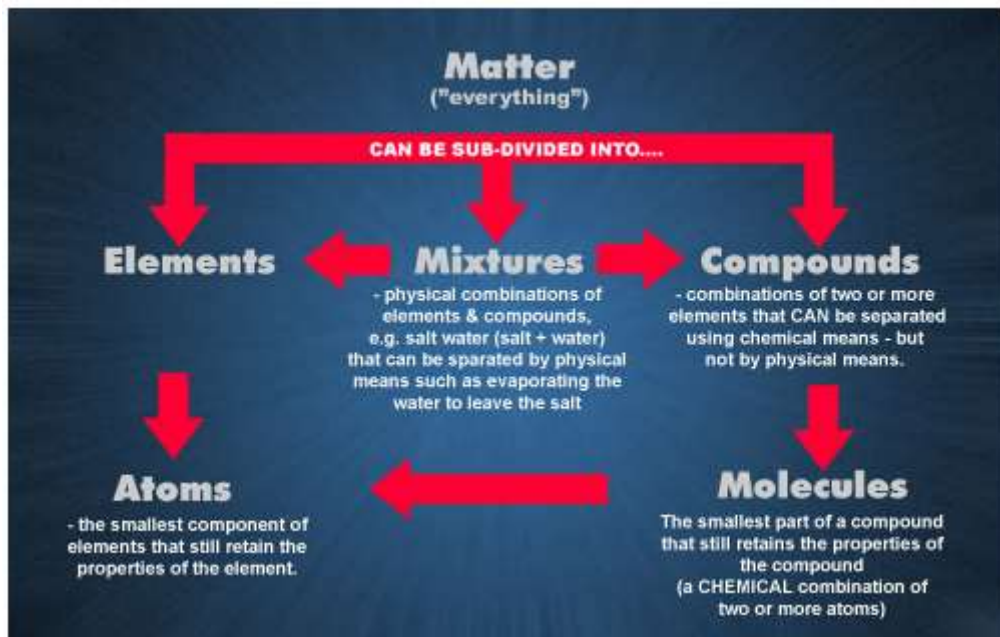 Matter
("everything")
CAN BE SUB-DIVIDED INTO....
Elements
Mixtures
- physical combinations of
elements & compounds,
e.g. salt water (salt + water)
that can be sparated by physical
means such as evaporating the
water to leave the salt
Compounds
- combinations of two or more
elements that CAN be separated
using chemical means - but
not by physical means.
Atoms
- the smallest component of
elements that still retain the
properties of the element.
Molecules
The smallest part of a compound
that still retains the properties of
the compound
(a CHEMICAL combination of
two or more atoms)